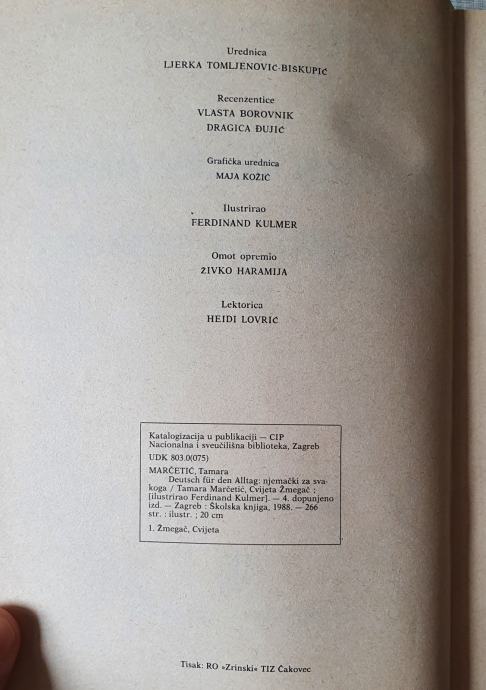 Urednica
LJERKA TOMLJENOVIĆ-BISKUPIĆ
Recenzentice
VLASTA BOROVNIK
DRAGICA ĐUJIĆ
Grafička urednica
MAJA KOŽIĆ
Ilustrirao
FERDINAND KULMER
Omot opremio
ŽIVKO HARAMIJA
Lektorica
HEIDI LOVRIĆ
Katalogizacija u publikaciji — CIP
Nacionalna i sveučilišna biblioteka, Zagreb
UDK 803.0(075)
MARČETIĆ, Tamara
Deutsch für den Alltag: njemački za sva-
koga / Tamara Marčetić, Cvijeta Žmegač ;
[ilustrirao Ferdinand Kulmer]. — 4. dopunjeno
izd. — Zagreb : Školska knjiga, 1988. — 266
str. : ilustr. ; 20 cm
1. Žmegač, Cvijeta
Tisak: RO »Zrinski« TIZ Čakovec